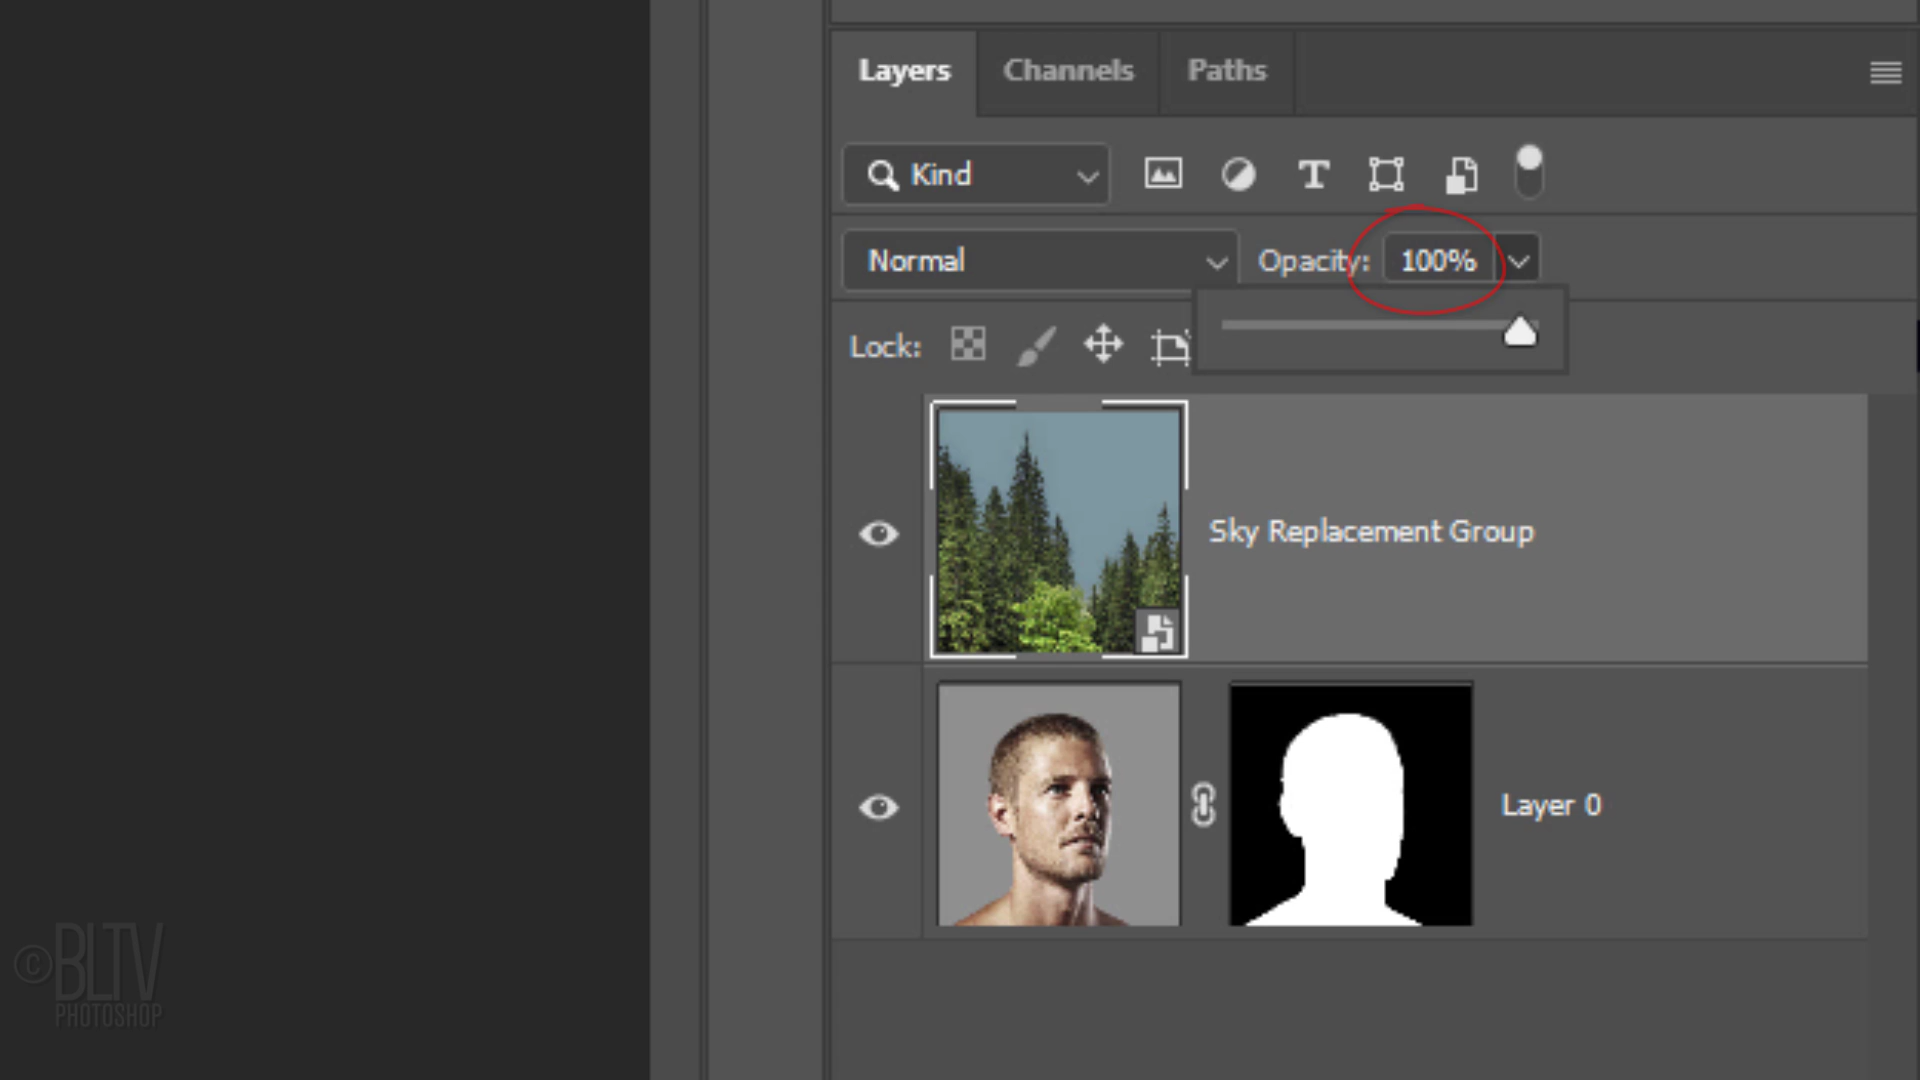 Layers Channels Paths
Kind
Normal Opacity: 100%
Lock:
Sky Replacement Group
Layer 0
©BLTV
PHOTOSHOP